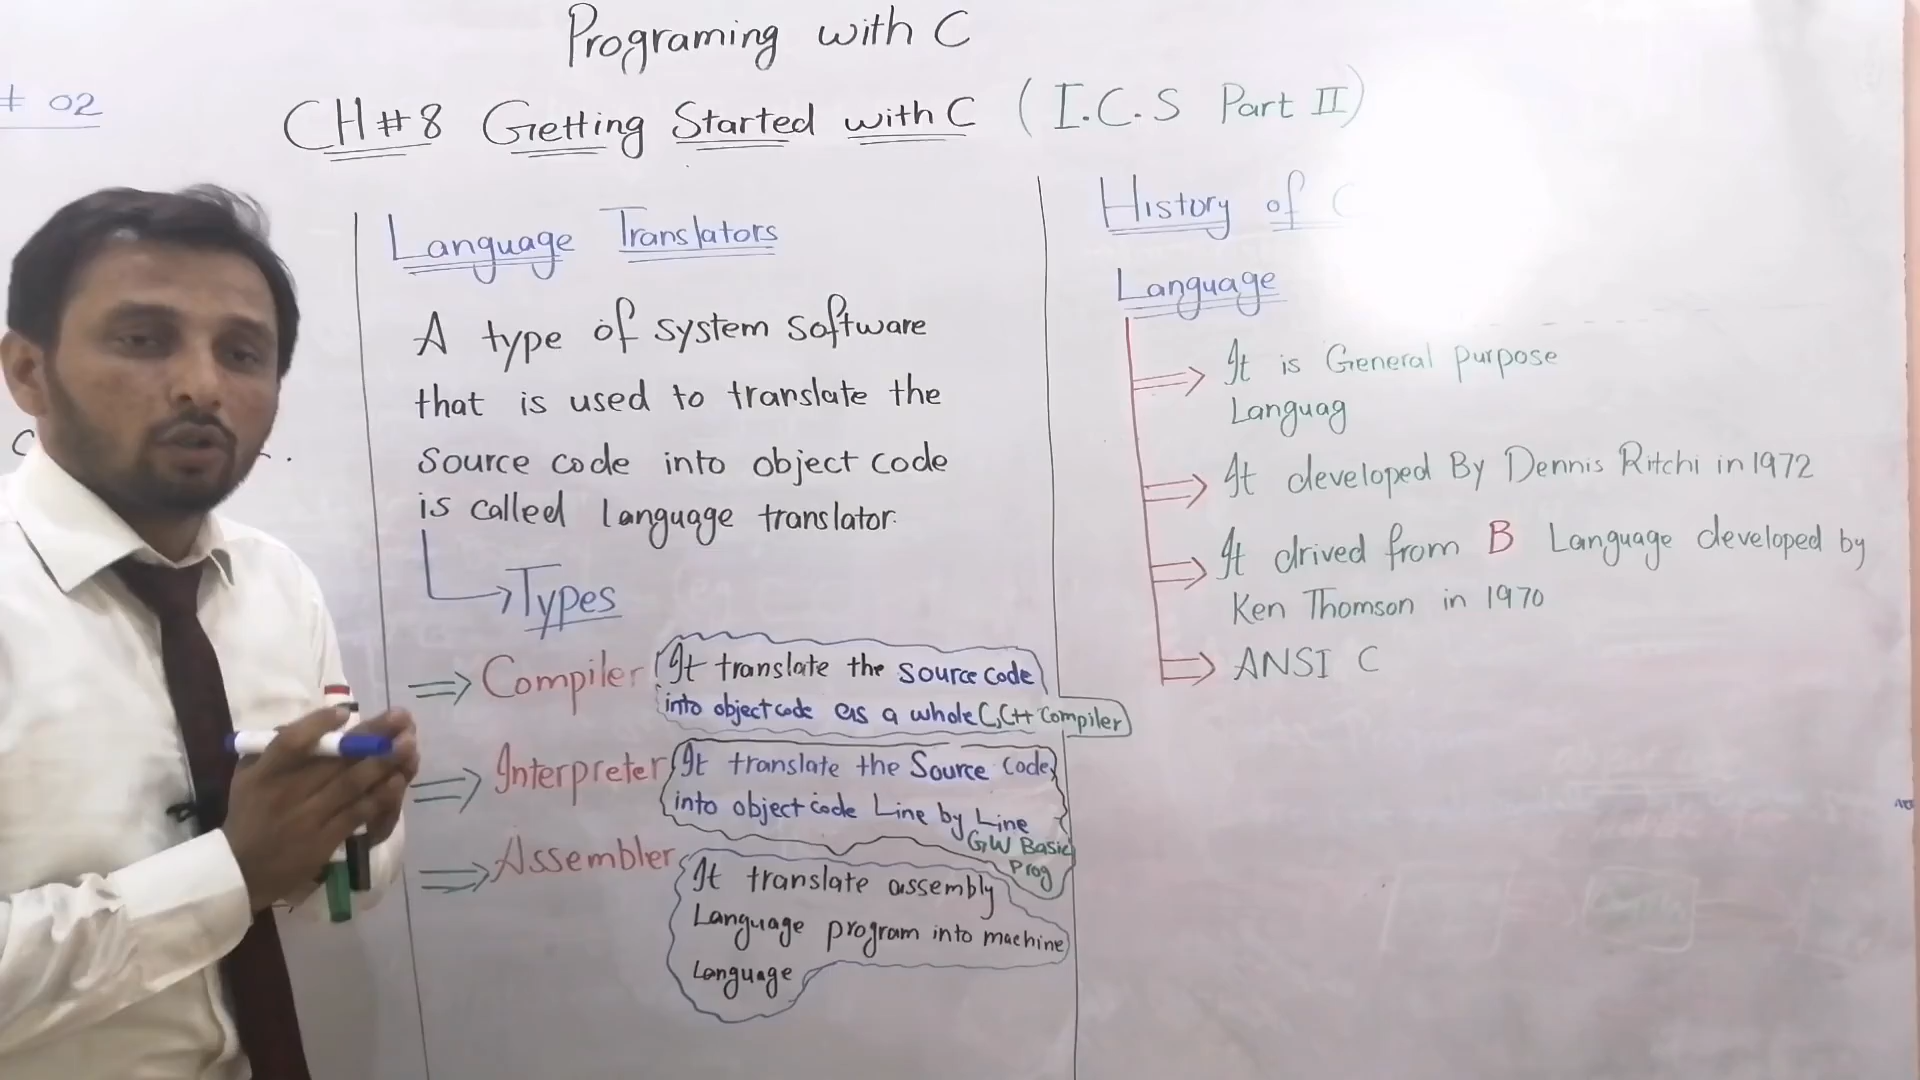 Programing with C
# 02
CH#8 Getting Started with C (I.C.S Part II)
Language Translators
A type of system software
that is used to translate the
source code into object code
is called language translator.
Types
Compiler
It translate the source code
into object code as a whole C, C++ Compiler
Interpreter
It translate the Source Code
into object code Line by Line
GW Basic
Prog
Assembler
It translate assembly
Language program into machine
Language
History of C
Language
It is General purpose
Languag
It developed By Dennis Ritchi in 1972
It drived from B Language developed by
Ken Thomson in 1970
ANSI C